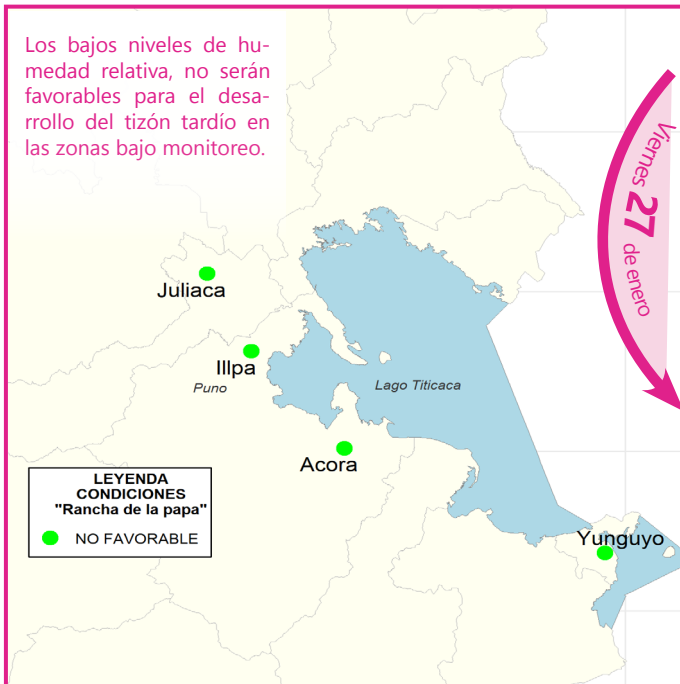 Los bajos niveles de hu-
medad relativa, no serán
favorables para el desa-
rrollo del tizón tardío en
las zonas bajo monitoreo.
Viernes 27 de enero
Juliaca
Illpa
Puno
Lago Titicaca
Acora
LEYENDA
CONDICIONES
"Rancha de la papa"
NO FAVORABLE
Yunguyo